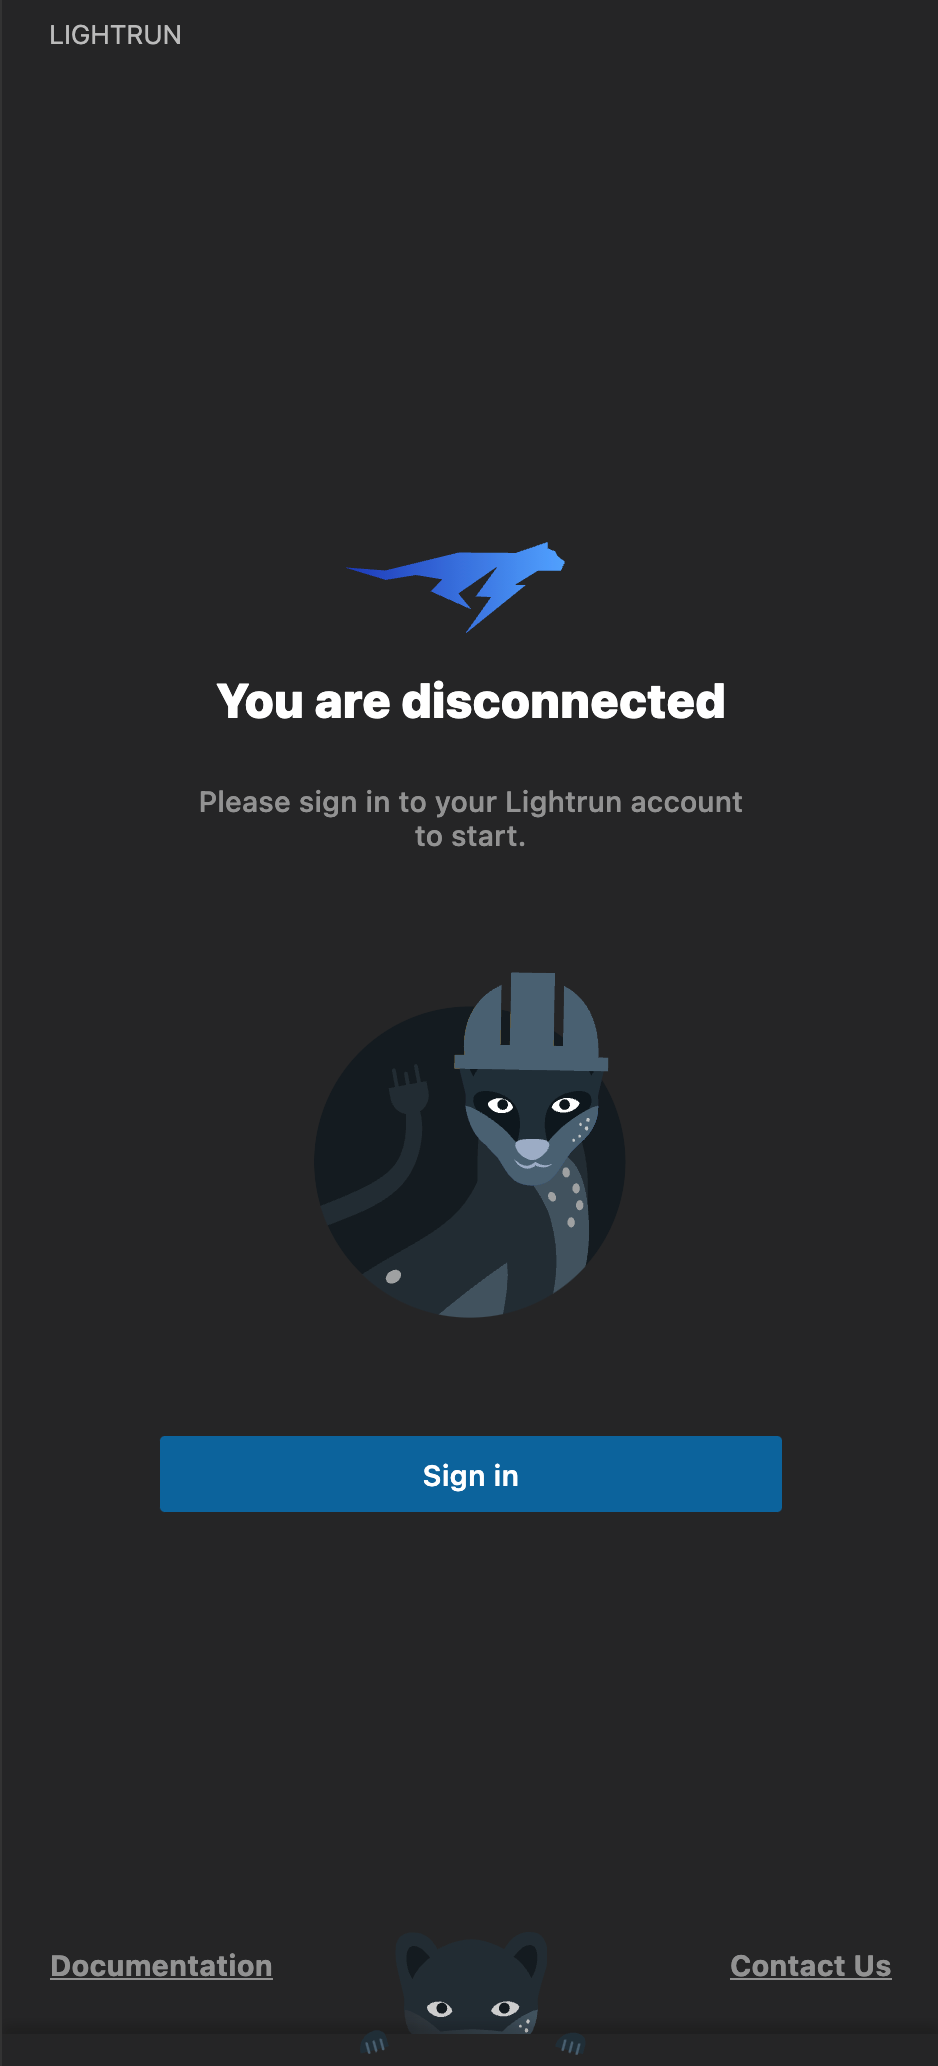 LIGHTRUN
You are disconnected
Please sign in to your Lightrun account
to start.
Sign in
Documentation
Contact Us